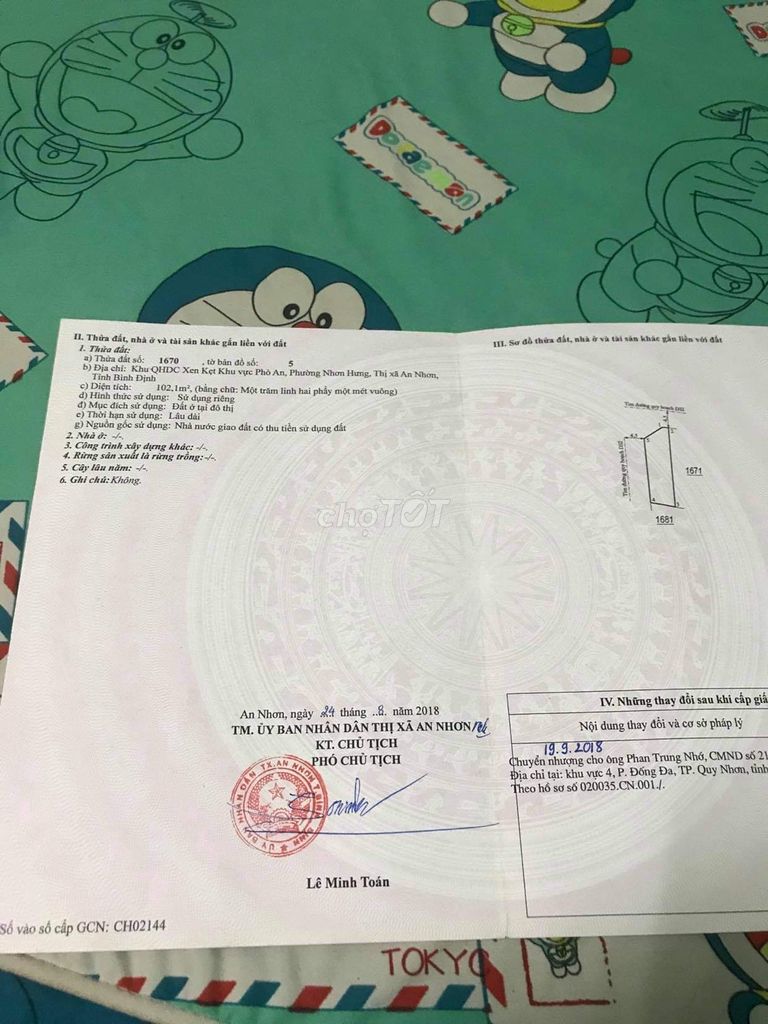 Doraemon
II. Thửa đất, nhà ở và tài sản khác gắn liền với đất
1. Thửa đất:
a) Thửa đất số: 1670 , tờ bản đồ số: 5
b) Địa chỉ: Khu QHDC Xen Kẹt Khu vực Phò An, Phường Nhơn Hưng, Thị xã An Nhơn,
Tỉnh Bình Định
c) Diện tích: 102,1m², (bằng chữ: Một trăm linh hai phẩy một mét vuông)
d) Hình thức sử dụng: Sử dụng riêng
đ) Mục đích sử dụng: Đất ở tại đô thị
e) Thời hạn sử dụng: Lâu dài
g) Nguồn gốc sử dụng: Nhà nước giao đất có thu tiền sử dụng đất
2. Nhà ở: -/-.
3. Công trình xây dựng khác: -/-.
4. Rừng sản xuất là rừng trồng:-/-.
5. Cây lâu năm: -/-.
6. Ghi chú: Không.
III. Sơ đồ thửa đất, nhà ở và tài sản khác gắn liền với đất
1671
1681
choTỐT
An Nhơn, ngày 24 tháng ..8. năm 2018
TM. ỦY BAN NHÂN DÂN THỊ XÃ AN NHƠN
KT. CHỦ TỊCH
PHÓ CHỦ TỊCH
Lê Minh Toán
Số vào sổ cấp GCN: CH02144
IV. Những thay đổi sau khi cấp giấ
Nội dung thay đổi và cơ sở pháp lý
19.9.2018
Chuyển nhượng cho ông Phan Trung Nhớ, CMND số 21
Địa chỉ tại: khu vực 4, P. Đống Đa, TP. Quy Nhơn, tỉnh
Theo hồ sơ số 020035.CN.001./.
TOKYO